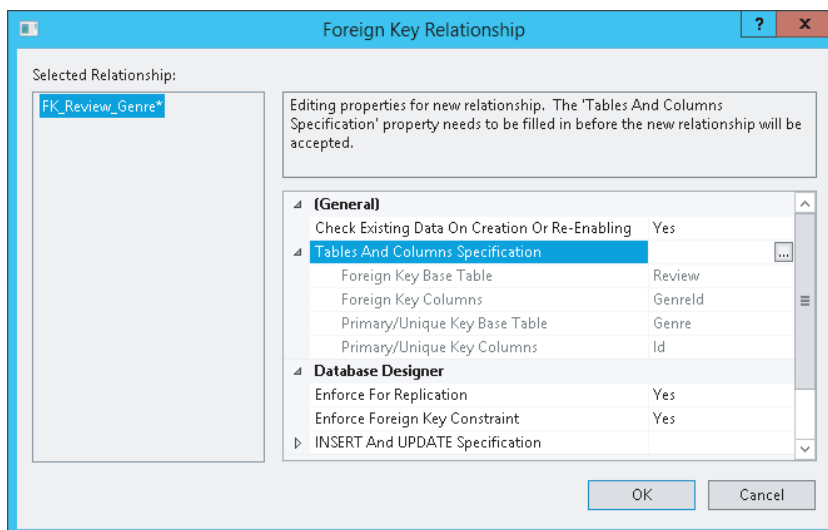 Foreign Key Relationship
?
x
Selected Relationship:
FK_Review_Genre*
Editing properties for new relationship. The 'Tables And Columns
Specification' property needs to be filled in before the new relationship will be
accepted.
(General)
Check Existing Data On Creation Or Re-Enabling Yes
Tables And Columns Specification ...
Foreign Key Base Table Review
Foreign Key Columns GenreId
Primary/Unique Key Base Table Genre
Primary/Unique Key Columns Id
Database Designer
Enforce For Replication Yes
Enforce Foreign Key Constraint Yes
INSERT And UPDATE Specification
OK Cancel